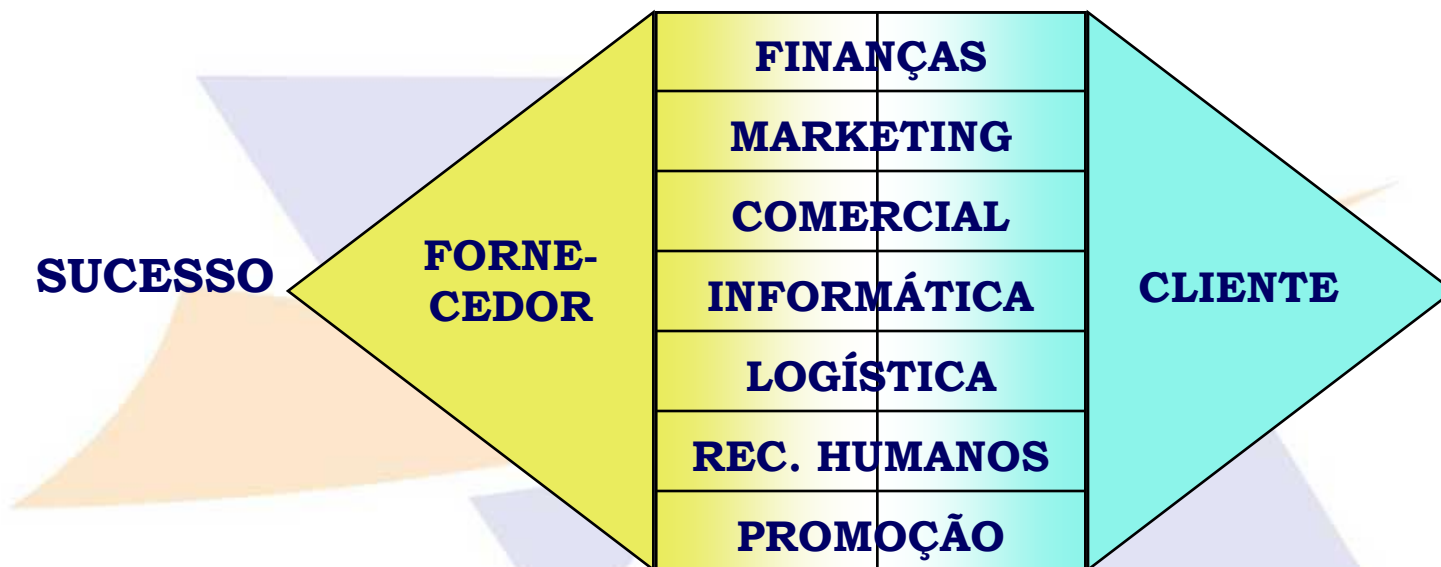 SUCESSO
FORNE-
CEDOR
FINANÇAS
MARKETING
COMERCIAL
INFORMÁTICA
LOGÍSTICA
REC. HUMANOS
PROMOÇÃO
CLIENTE